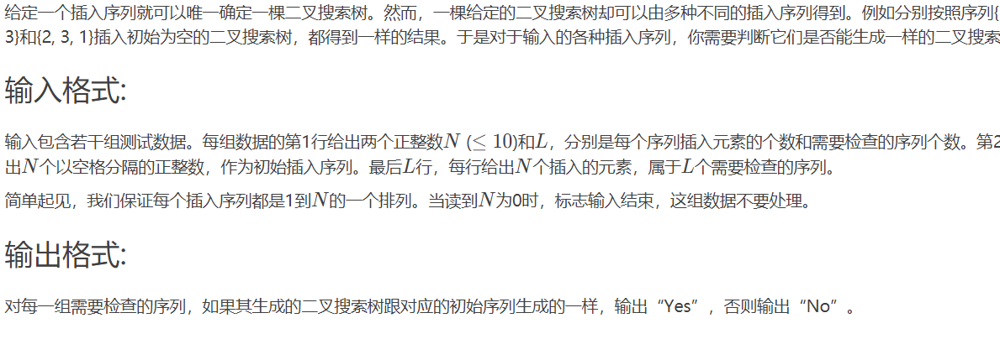 给定一个插入序列就可以唯一确定一棵二叉搜索树。然而，一棵给定的二叉搜索树却可以由多种不同的插入序列得到。例如分别按照序列{
3}和{2, 3, 1}插入初始为空的二叉搜索树，都得到一样的结果。于是对于输入的各种插入序列，你需要判断它们是否能生成一样的二叉搜索
输入格式:
输入包含若干组测试数据。每组数据的第1行给出两个正整数N (≤ 10)和L，分别是每个序列插入元素的个数和需要检查的序列个数。第2
出N个以空格分隔的正整数，作为初始插入序列。最后L行，每行给出N个插入的元素，属于L个需要检查的序列。
简单起见，我们保证每个插入序列都是1到N的一个排列。当读到N为0时，标志输入结束，这组数据不要处理。
输出格式:
对每一组需要检查的序列，如果其生成的二叉搜索树跟对应的初始序列生成的一样，输出“Yes”，否则输出“No”。